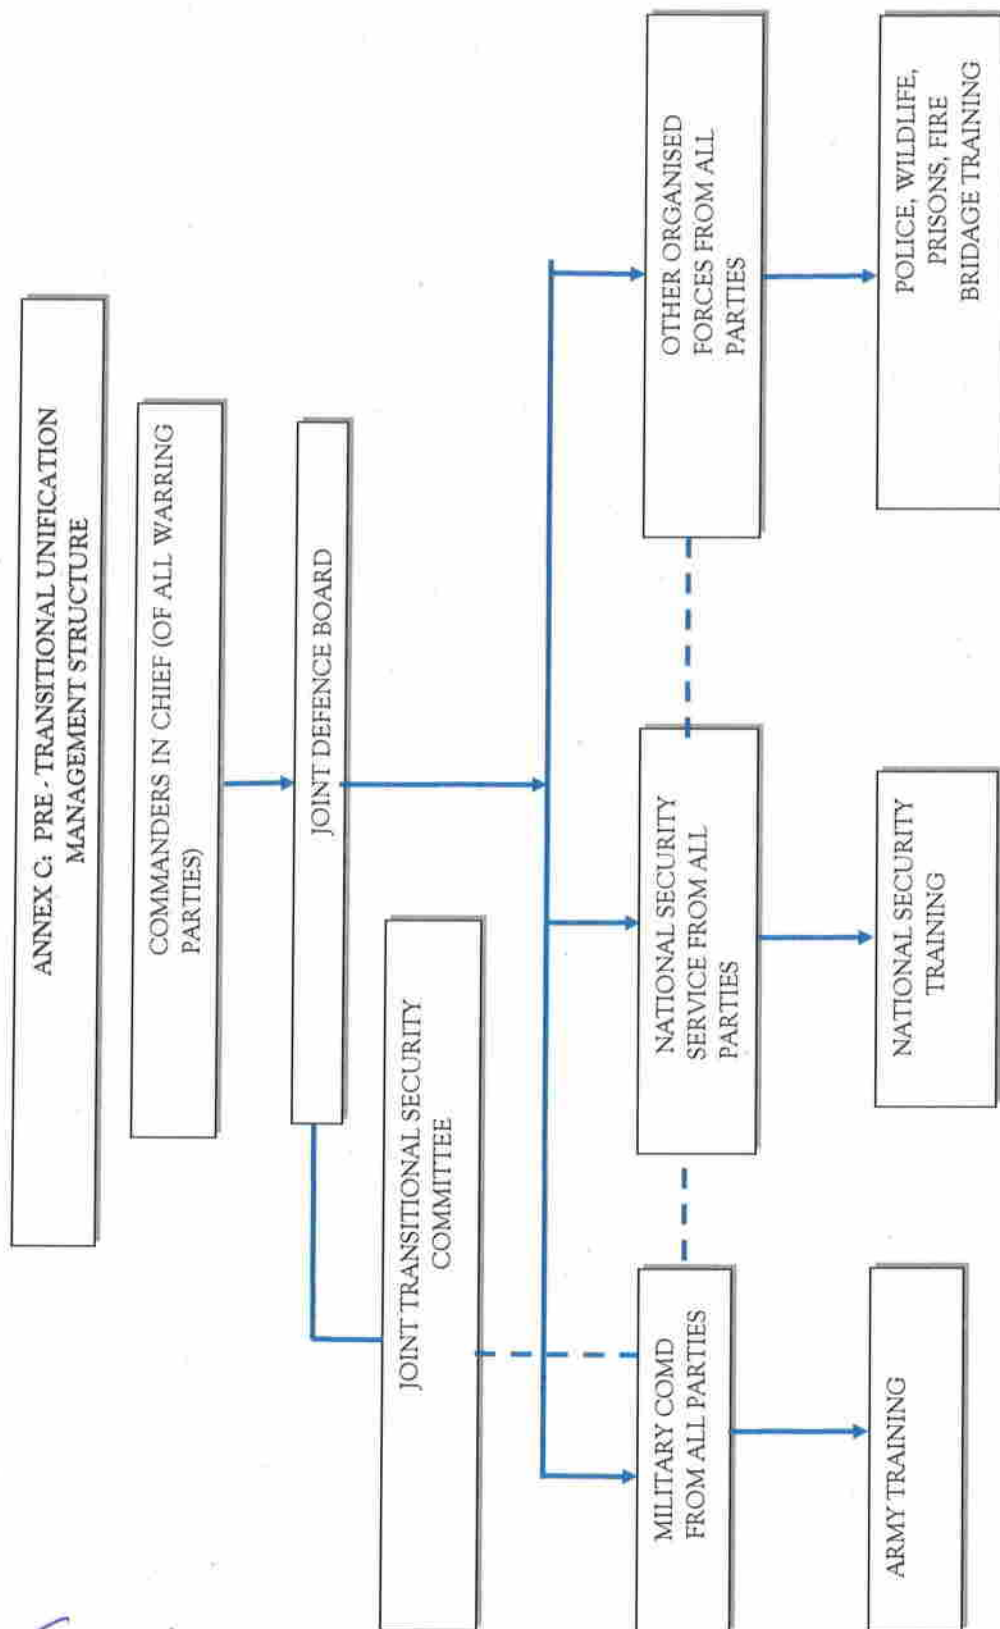 ANNEX C: PRE - TRANSITIONAL UNIFICATION
MANAGEMENT STRUCTURE
COMMANDERS IN CHIEF (OF ALL WARRING
PARTIES)
JOINT DEFENCE BOARD
JOINT TRANSITIONAL SECURITY
COMMITTEE
MILITARY COMD
FROM ALL PARTIES
NATIONAL SECURITY
SERVICE FROM ALL
PARTIES
OTHER ORGANISED
FORCES FROM ALL
PARTIES
ARMY TRAINING
NATIONAL SECURITY
TRAINING
POLICE, WILDLIFE,
PRISONS, FIRE
BRIDAGE TRAINING